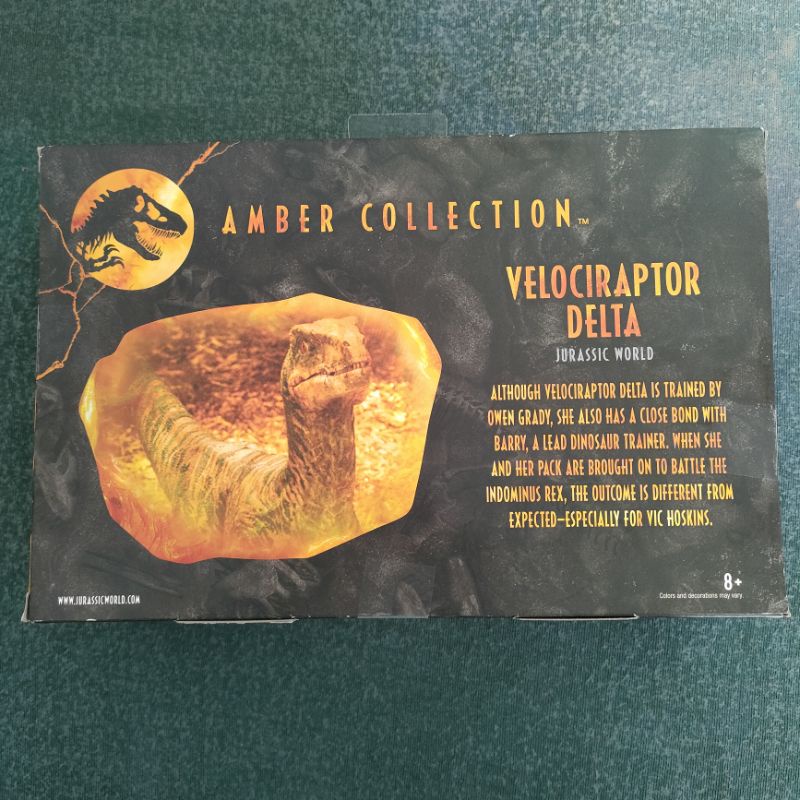 AMBER COLLECTION™
VELOCIRAPTOR
DELTA
JURASSIC WORLD
ALTHOUGH VELOCIRAPTOR DELTA IS TRAINED BY
OWEN GRADY, SHE ALSO HAS A CLOSE BOND WITH
BARRY, A LEAD DINOSAUR TRAINER. WHEN SHE
AND HER PACK ARE BROUGHT ON TO BATTLE THE
INDOMINUS REX, THE OUTCOME IS DIFFERENT FROM
EXPECTED—ESPECIALLY FOR VIC HOSKINS.
WWW.JURASSICWORLD.COM
8+
Colors and decorations may vary.